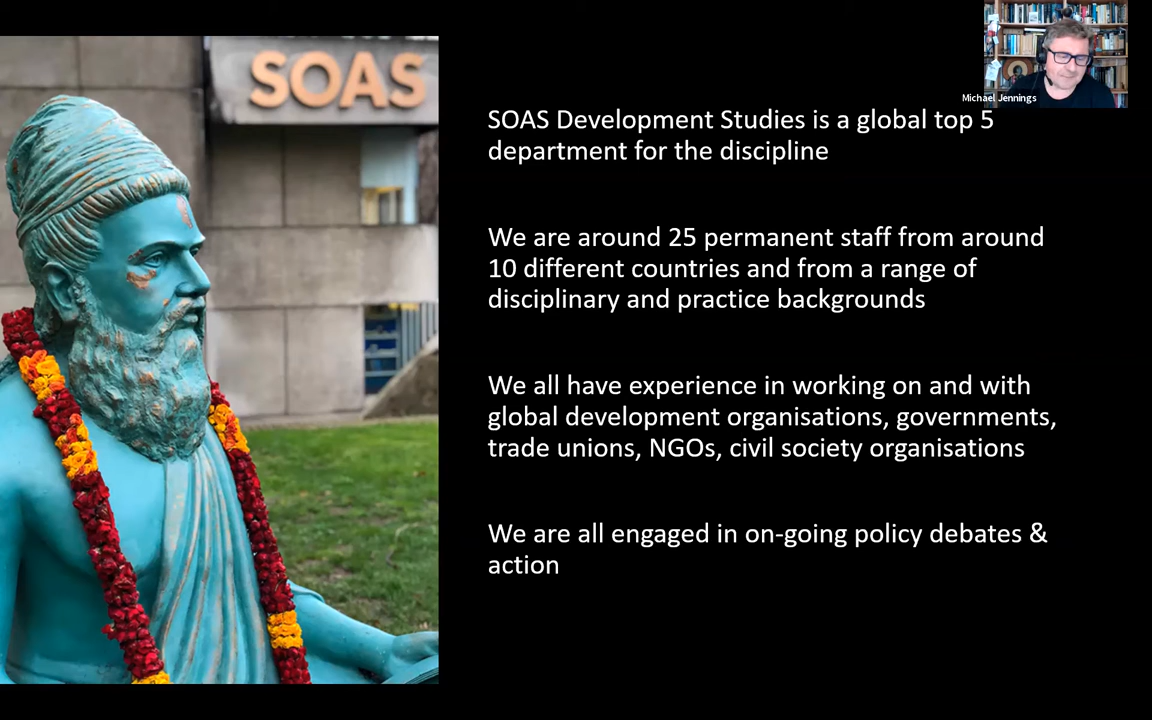 SOAS
Michael Jennings
SOAS Development Studies is a global top 5
department for the discipline
We are around 25 permanent staff from around
10 different countries and from a range of
disciplinary and practice backgrounds
We all have experience in working on and with
global development organisations, governments,
trade unions, NGOs, civil society organisations
We are all engaged in on-going policy debates &
action